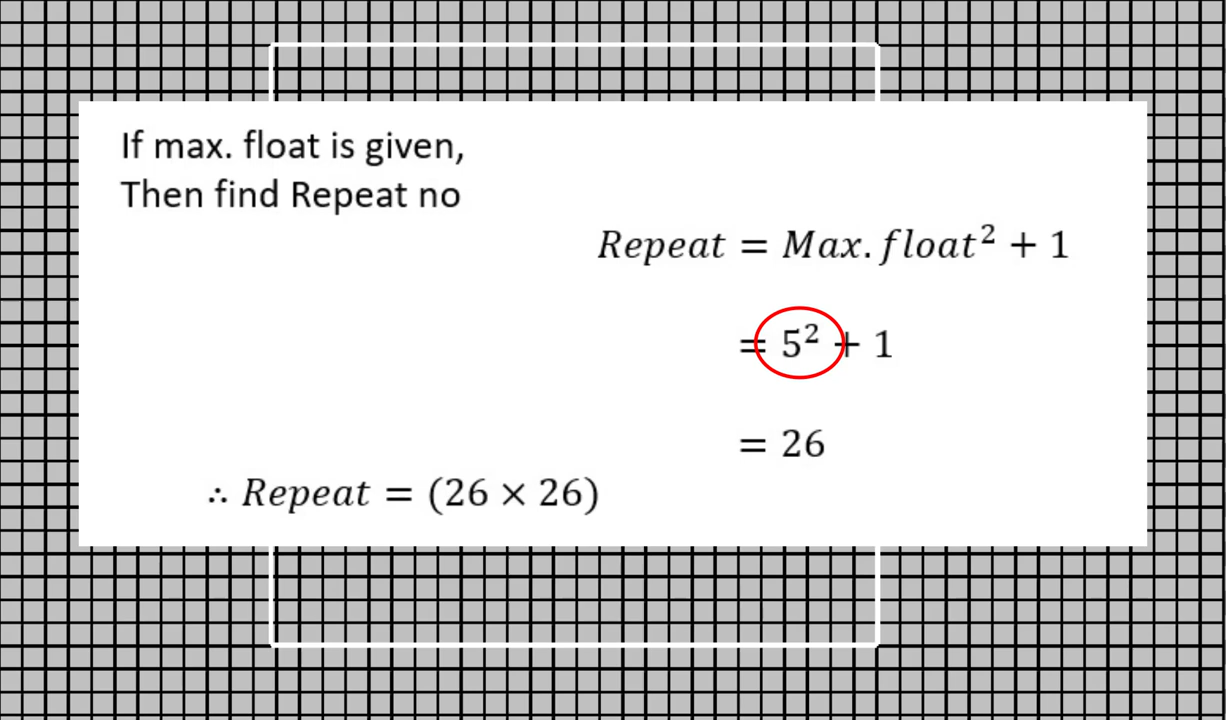 If max. float is given,
Then find Repeat no
Repeat = Max. float² + 1
= 5² + 1
= 26
∴ Repeat = (26 × 26)